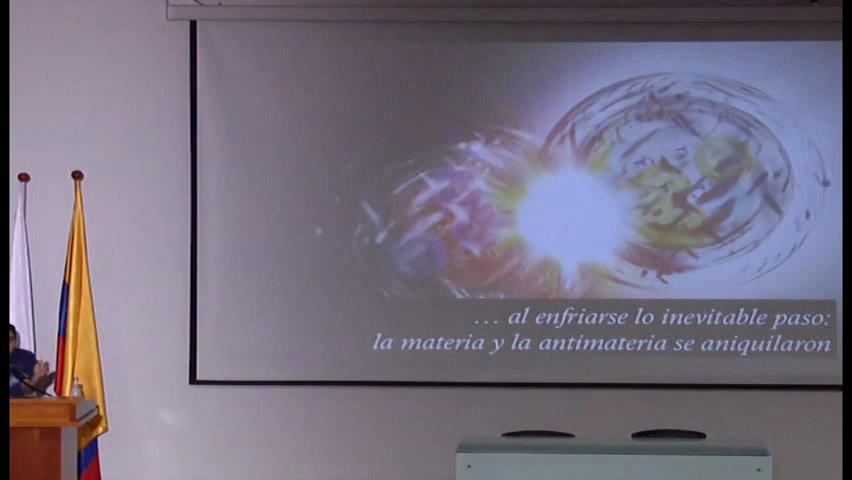 … al enfriarse lo inevitable paso:
la materia y la antimateria se aniquilaron